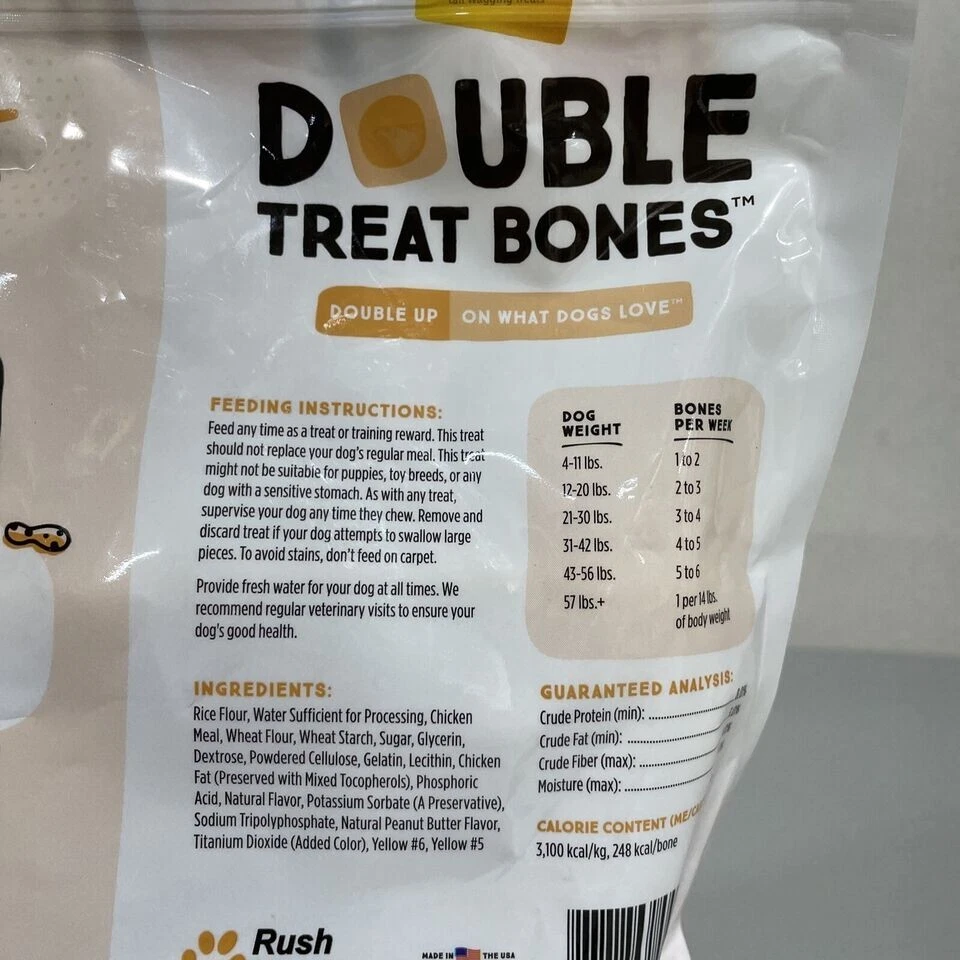 tail wagging treats
DOUBLE
TREAT BONES™
DOUBLE UP ON WHAT DOGS LOVE™
FEEDING INSTRUCTIONS:
Feed any time as a treat or training reward. This treat
should not replace your dog's regular meal. This treat
might not be suitable for puppies, toy breeds, or any
dog with a sensitive stomach. As with any treat,
supervise your dog any time they chew. Remove and
discard treat if your dog attempts to swallow large
pieces. To avoid stains, don't feed on carpet.
Provide fresh water for your dog at all times. We
recommend regular veterinary visits to ensure your
dog's good health.
DOG WEIGHT BONES PER WEEK
4-11 lbs. 1 to 2
12-20 lbs. 2 to 3
21-30 lbs. 3 to 4
31-42 lbs. 4 to 5
43-56 lbs. 5 to 6
57 lbs.+ 1 per 14 lbs.
of body weight
INGREDIENTS:
Rice Flour, Water Sufficient for Processing, Chicken
Meal, Wheat Flour, Wheat Starch, Sugar, Glycerin,
Dextrose, Powdered Cellulose, Gelatin, Lecithin, Chicken
Fat (Preserved with Mixed Tocopherols), Phosphoric
Acid, Natural Flavor, Potassium Sorbate (A Preservative),
Sodium Tripolyphosphate, Natural Peanut Butter Flavor,
Titanium Dioxide (Added Color), Yellow #6, Yellow #5
GUARANTEED ANALYSIS:
Crude Protein (min):
Crude Fat (min):
Crude Fiber (max):
Moisture (max):
CALORIE CONTENT
3,100 kcal/kg, 248 kcal/bone
Rush
MADE IN THE USA